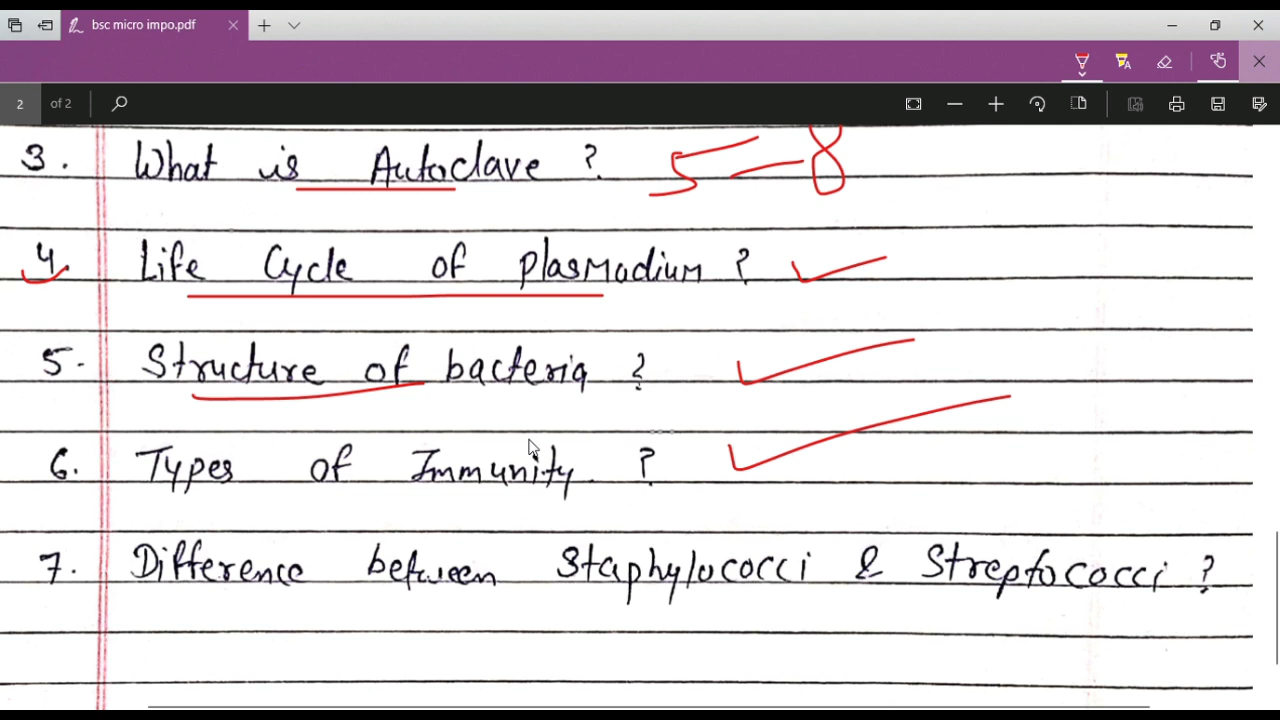 bsc micro impo.pdf
2 of 2
3. What is Autoclave ? 5 = 8
4. Life Cycle of plasmodium ?
5. Structure of bacteria ?
6. Types of Immunity. ?
7. Difference between Staphylococci & Streptococci ?